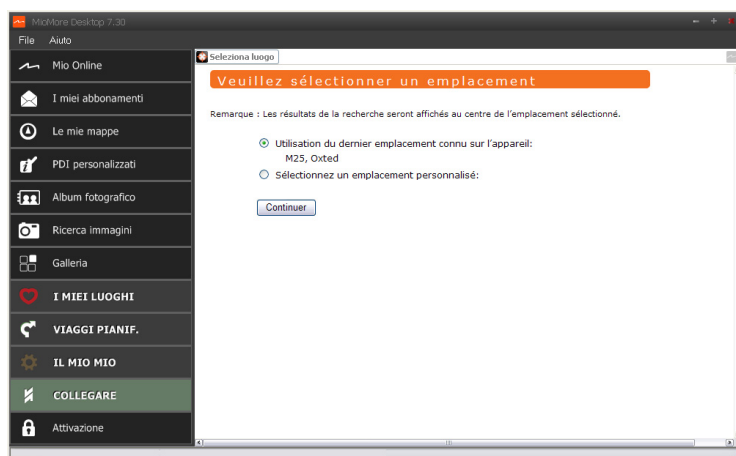 MioMore Desktop 7.30
File Aiuto
Mio Online
I miei abbonamenti
Le mie mappe
PDI personalizzati
Album fotografico
Ricerca immagini
Galleria
I MIEI LUOGHI
VIAGGI PIANIF.
IL MIO MIO
COLLEGARE
Attivazione
Seleziona luogo
Veuillez sélectionner un emplacement
Remarque : Les résultats de la recherche seront affichés au centre de l'emplacement sélectionné.
Utilisation du dernier emplacement connu sur l'appareil:
M25, Oxted
Sélectionnez un emplacement personnalisé:
Continuer